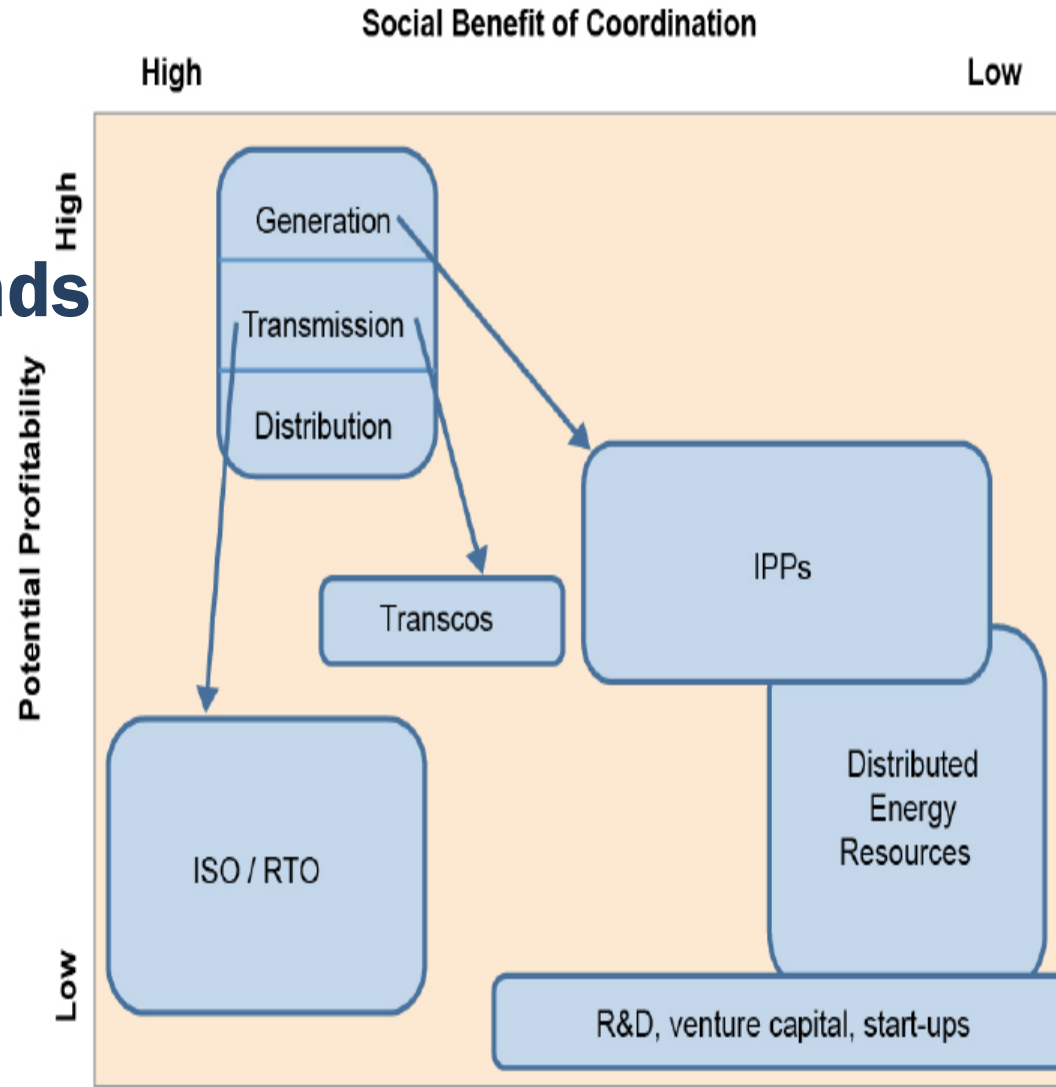 Social Benefit of Coordination
High Low
High
Potential Profitability
Low
Generation
Transmission
Distribution
IPPs
Transcos
Distributed
Energy
Resources
ISO / RTO
R&D, venture capital, start-ups